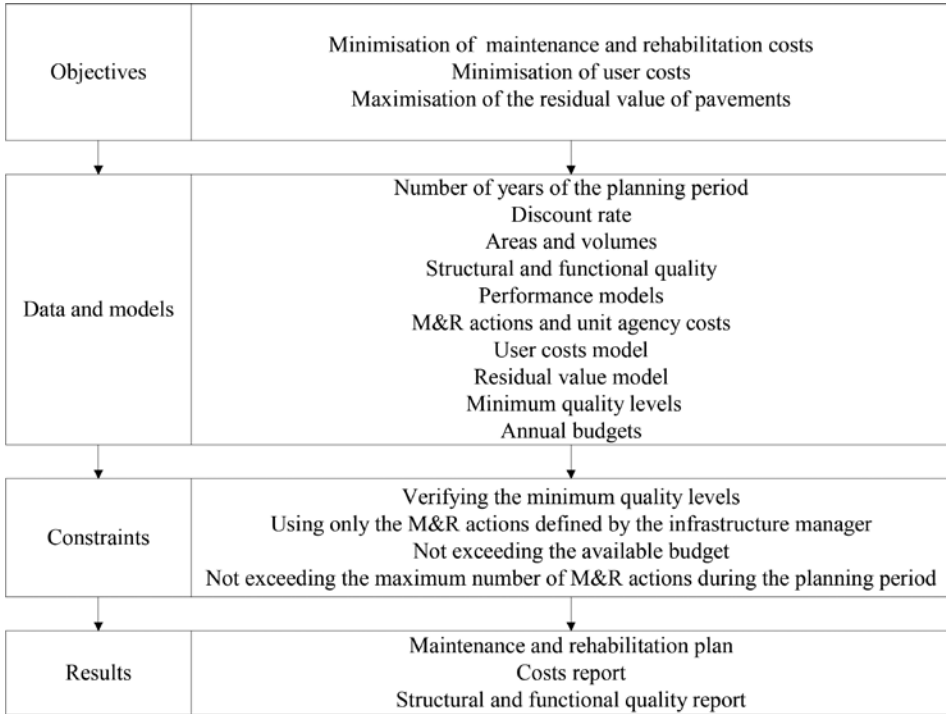 Objectives
Minimisation of maintenance and rehabilitation costs
Minimisation of user costs
Maximisation of the residual value of pavements
Data and models
Number of years of the planning period
Discount rate
Areas and volumes
Structural and functional quality
Performance models
M&R actions and unit agency costs
User costs model
Residual value model
Minimum quality levels
Annual budgets
Constraints
Verifying the minimum quality levels
Using only the M&R actions defined by the infrastructure manager
Not exceeding the available budget
Not exceeding the maximum number of M&R actions during the planning period
Results
Maintenance and rehabilitation plan
Costs report
Structural and functional quality report